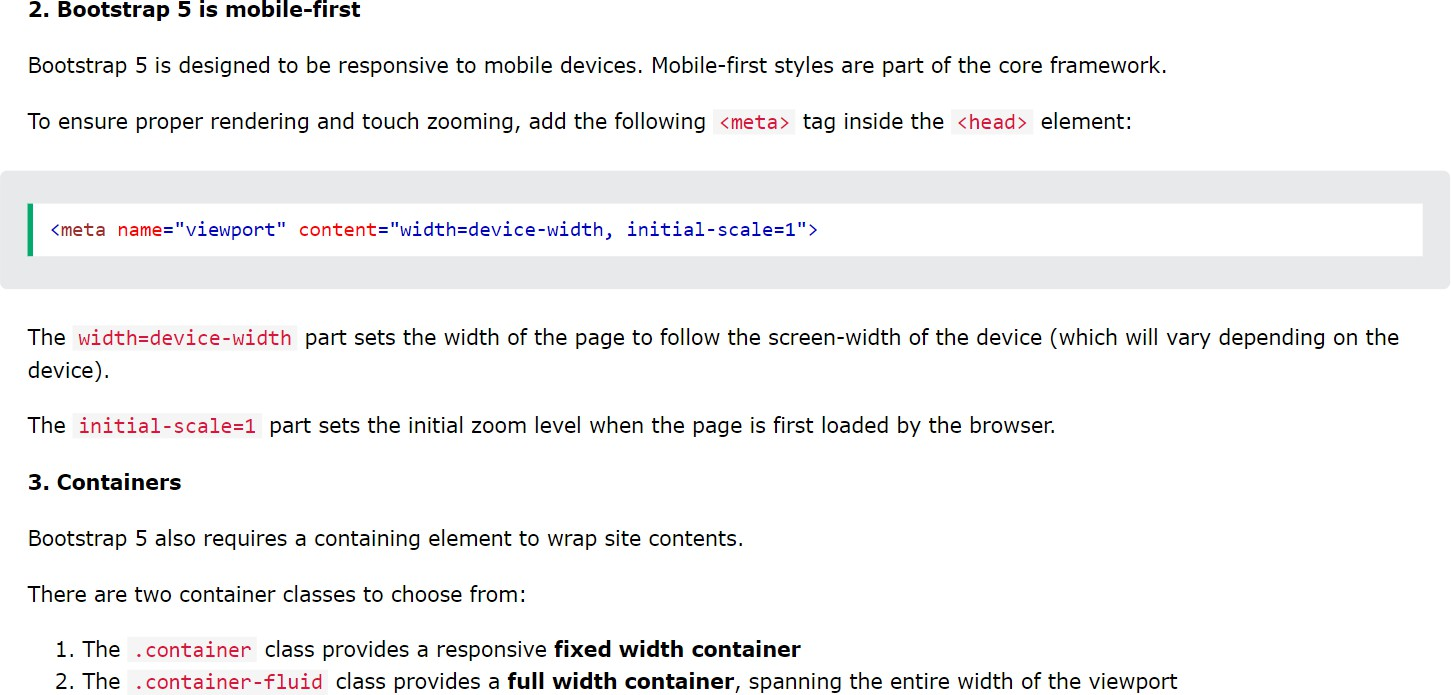 2. Bootstrap 5 is mobile-first
Bootstrap 5 is designed to be responsive to mobile devices. Mobile-first styles are part of the core framework.
To ensure proper rendering and touch zooming, add the following <meta> tag inside the <head> element:
<meta name="viewport" content="width=device-width, initial-scale=1">
The width=device-width part sets the width of the page to follow the screen-width of the device (which will vary depending on the
device).
The initial-scale=1 part sets the initial zoom level when the page is first loaded by the browser.
3. Containers
Bootstrap 5 also requires a containing element to wrap site contents.
There are two container classes to choose from:
1. The .container class provides a responsive fixed width container
2. The .container-fluid class provides a full width container, spanning the entire width of the viewport